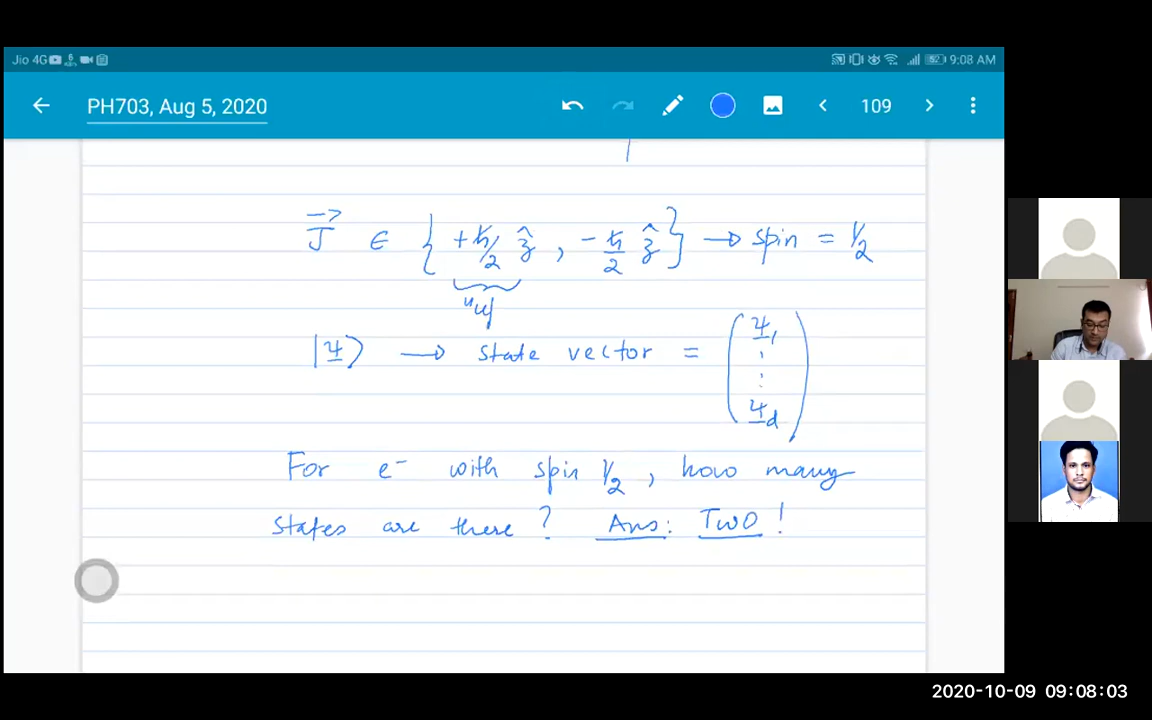 Jio 4G 9:08 AM
PH703, Aug 5, 2020 109
J⃗ ∈ { +ħ/2 ẑ , -ħ/2 ẑ } → spin = 1/2
|Ψ⟩ → state vector = ( Ψ1 ⋮ Ψd )
For e⁻ with spin 1/2, how many
states are there? Ans: TWO!
2020-10-09 09:08:03